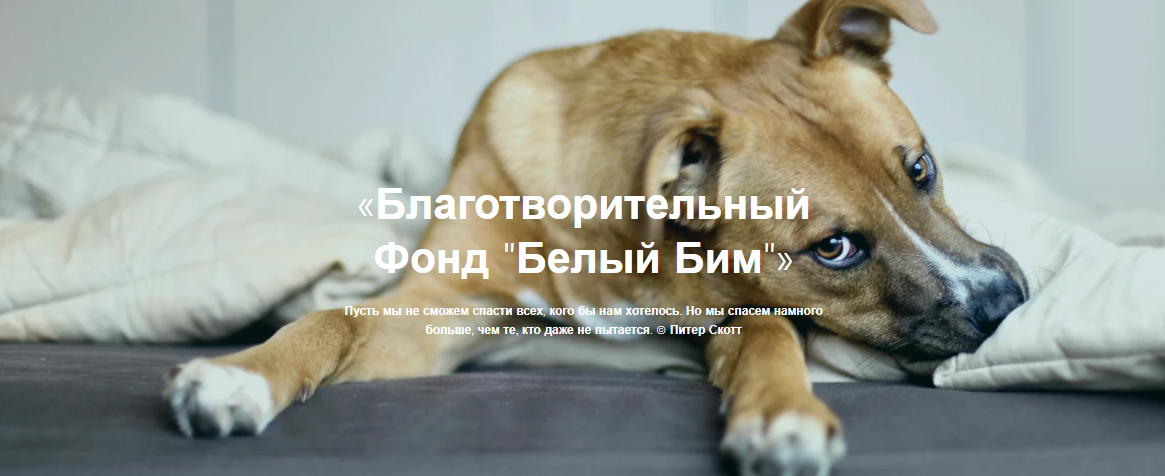 «Благотворительный
Фонд "Белый Бим"»
Пусть мы не сможем спасти всех, кого бы нам хотелось. Но мы спасем намного
больше, чем те, кто даже не пытается. © Питер Скотт